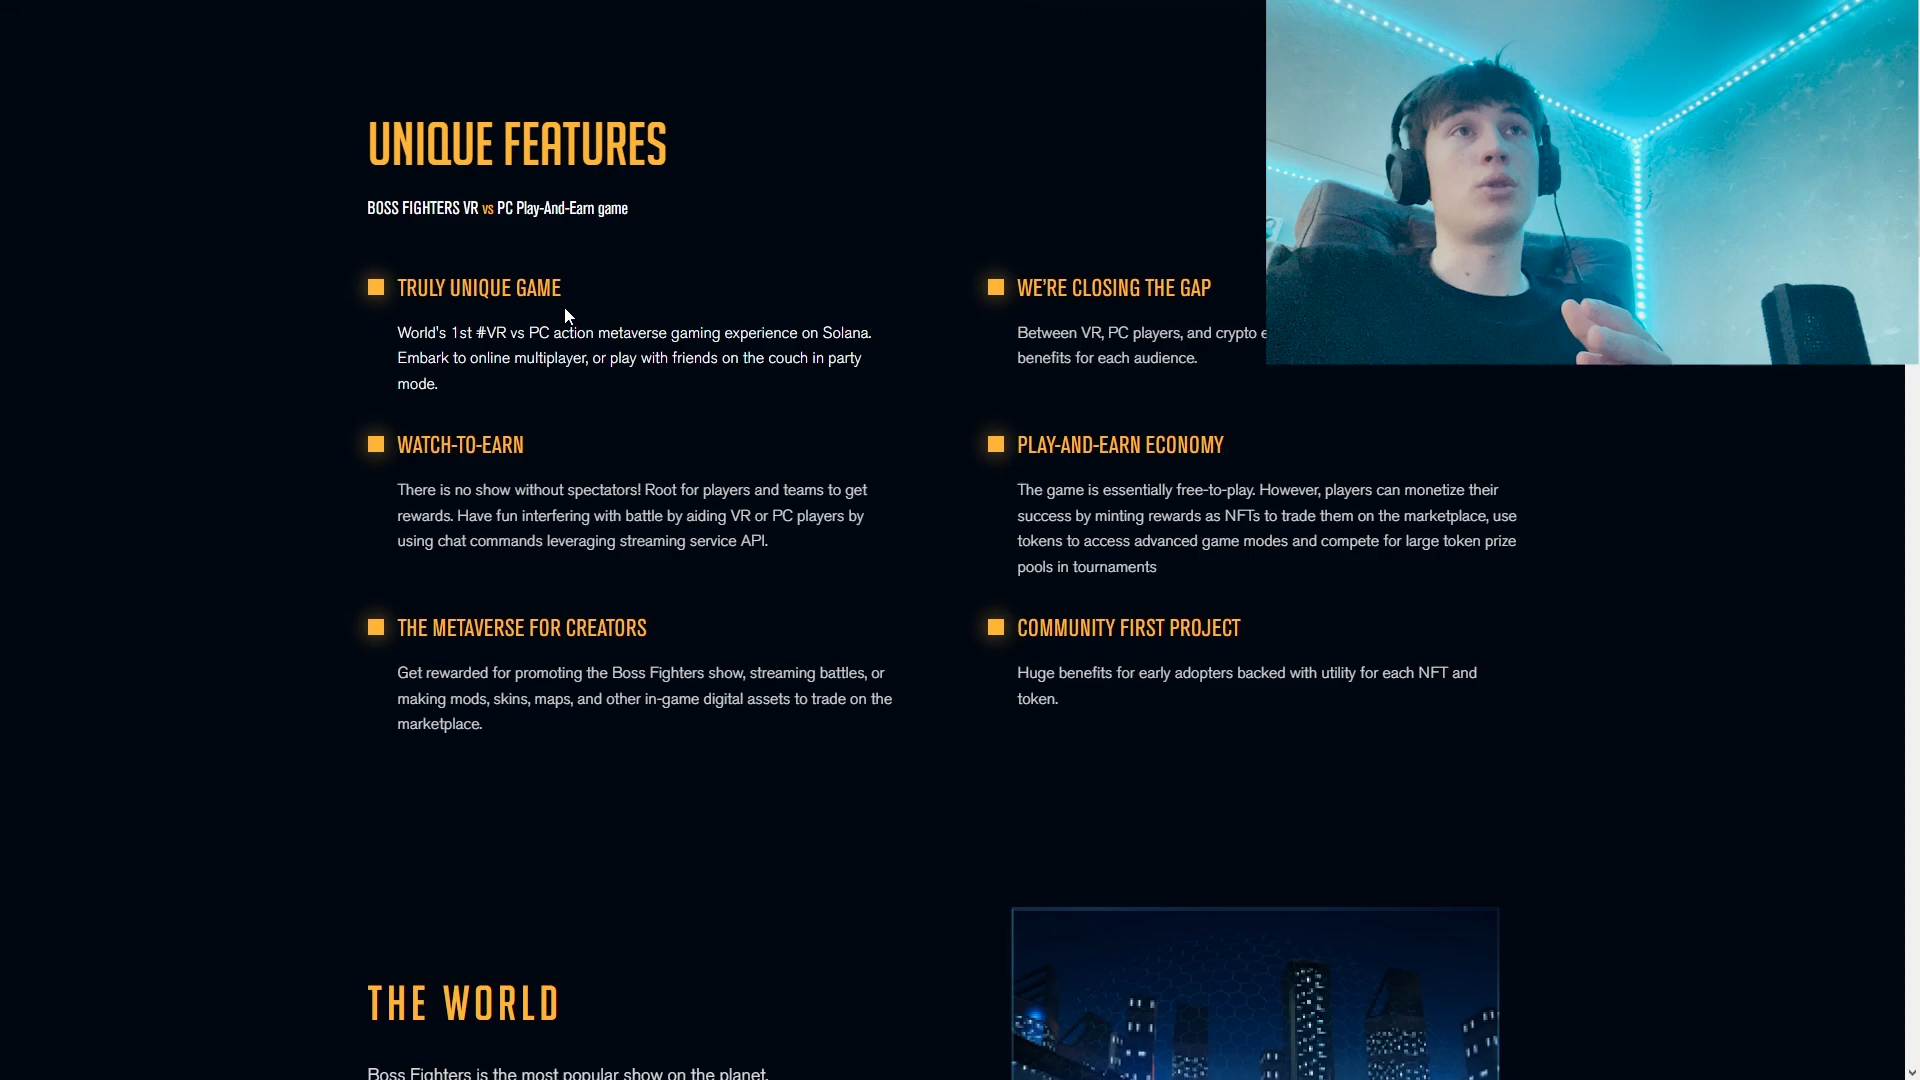 UNIQUE FEATURES
BOSS FIGHTERS VR vs PC Play-And-Earn game
TRULY UNIQUE GAME
World's 1st #VR vs PC action metaverse gaming experience on Solana.
Embark to online multiplayer, or play with friends on the couch in party
mode.
WE'RE CLOSING THE GAP
Between VR, PC players, and crypto
benefits for each audience.
WATCH-TO-EARN
There is no show without spectators! Root for players and teams to get
rewards. Have fun interfering with battle by aiding VR or PC players by
using chat commands leveraging streaming service API.
PLAY-AND-EARN ECONOMY
The game is essentially free-to-play. However, players can monetize their
success by minting rewards as NFTs to trade them on the marketplace, use
tokens to access advanced game modes and compete for large token prize
pools in tournaments
THE METAVERSE FOR CREATORS
Get rewarded for promoting the Boss Fighters show, streaming battles, or
making mods, skins, maps, and other in-game digital assets to trade on the
marketplace.
COMMUNITY FIRST PROJECT
Huge benefits for early adopters backed with utility for each NFT and
token.
THE WORLD
Boss Fighters is the most popular show on the planet,